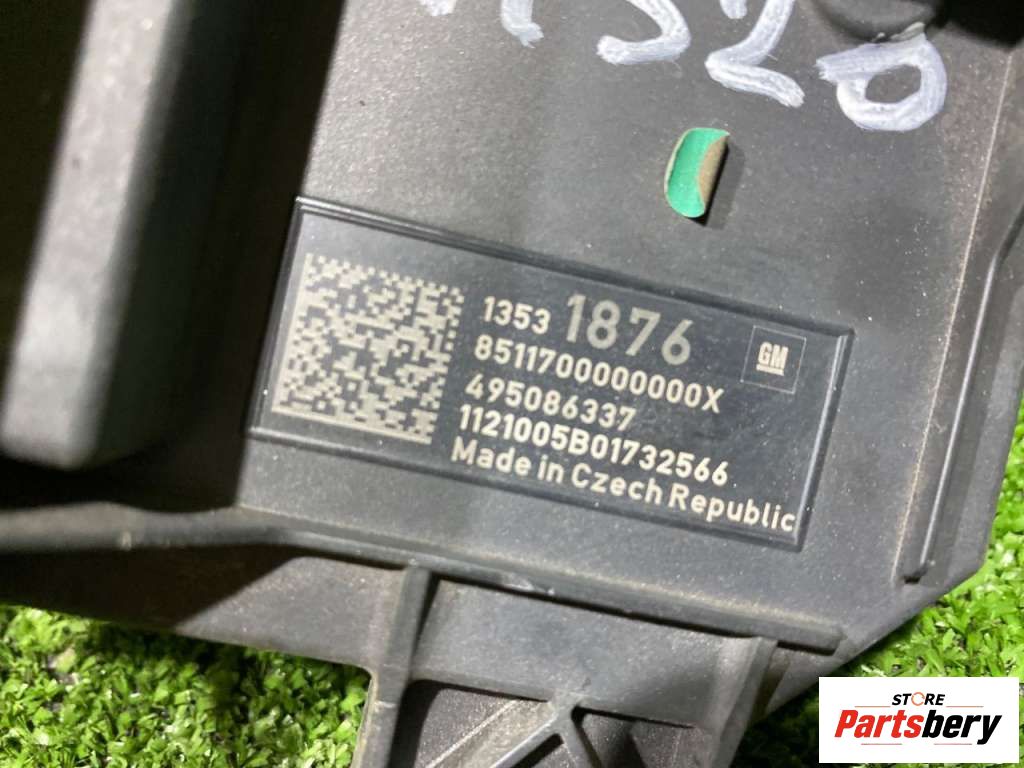 1353 1876
GM
8511700000000X
495086337
1121005B01732566
Made in Czech Republic
STORE
Partsbery